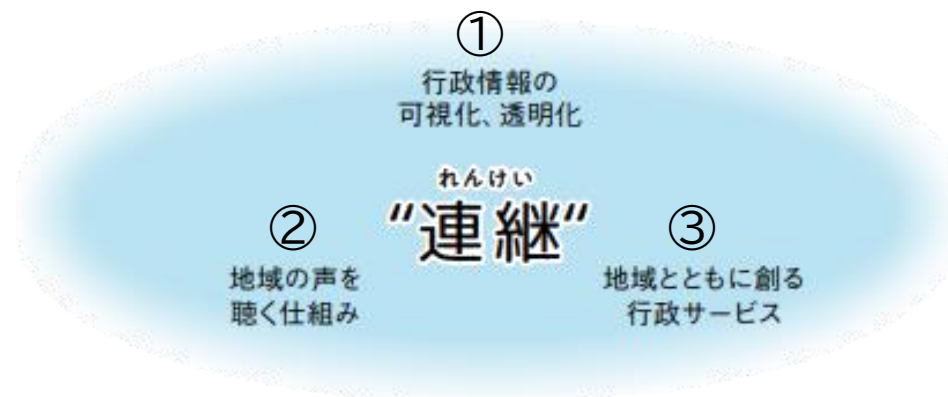 ①
行政情報の
可視化、透明化
れんけい
“連継“
②
地域の声を
聴く仕組み
③
地域とともに創る
行政サービス